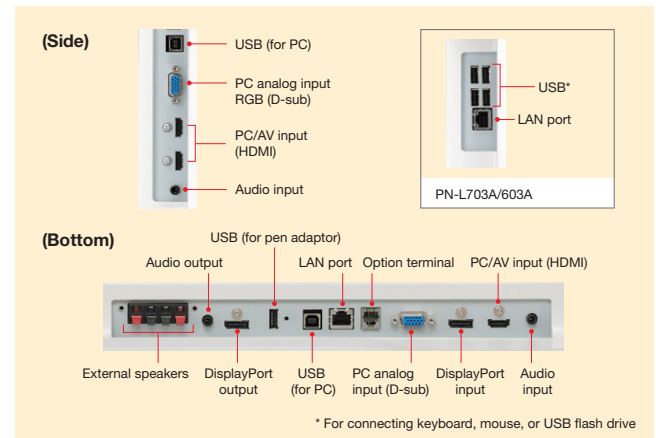 (Side)
USB (for PC)
PC analog input
RGB (D-sub)
PC/AV input
(HDMI)
Audio input
USB*
LAN port
PN-L703A/603A
(Bottom)
USB (for pen adaptor)
Audio output
LAN port
Option terminal
PC/AV input (HDMI)
External speakers
DisplayPort
output
USB
(for PC)
PC analog
input (D-sub)
DisplayPort
input
Audio
input
* For connecting keyboard, mouse, or USB flash drive